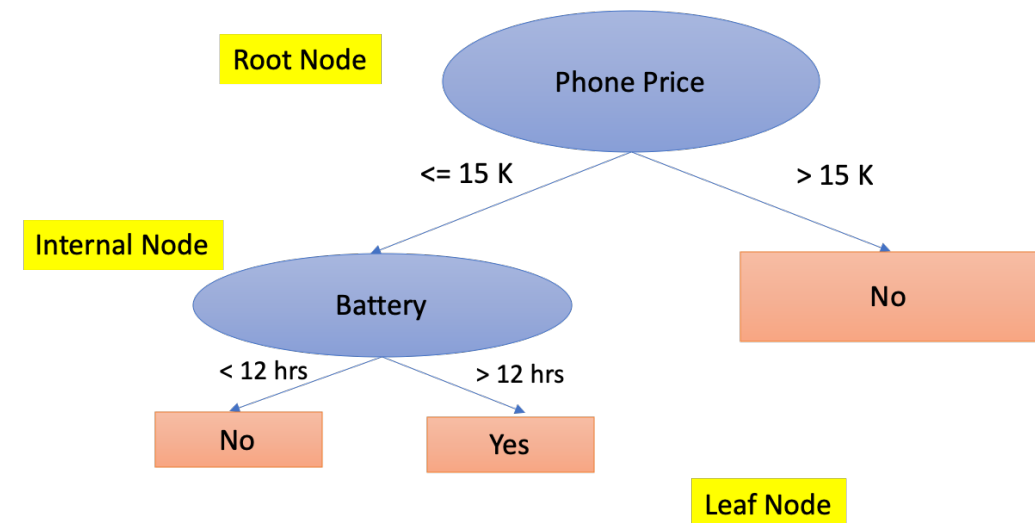 Root Node
Phone Price
<= 15 K
> 15 K
Internal Node
Battery
No
< 12 hrs
> 12 hrs
No
Yes
Leaf Node